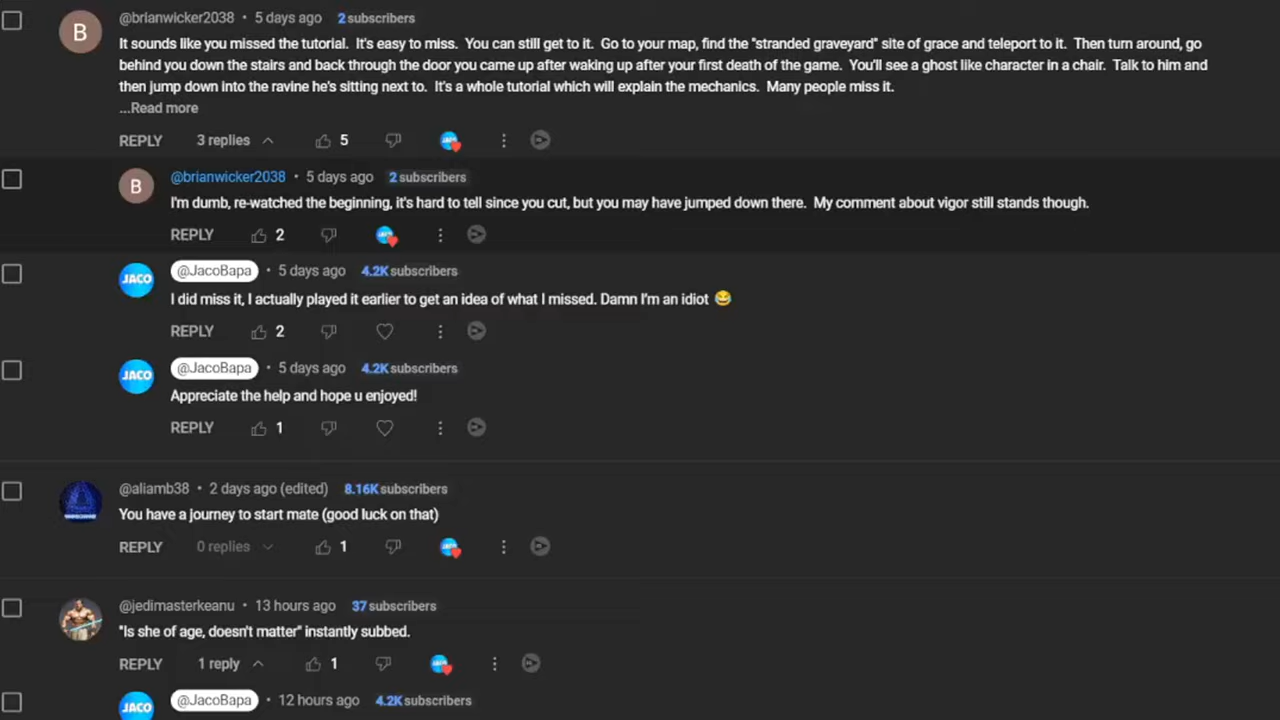 B @brianwicker2038 • 5 days ago 2 subscribers
It sounds like you missed the tutorial. It's easy to miss. You can still get to it. Go to your map, find the "stranded graveyard" site of grace and teleport to it. Then turn around, go
behind you down the stairs and back through the door you came up after waking up after your first death of the game. You'll see a ghost like character in a chair. Talk to him and
then jump down into the ravine he's sitting next to. It's a whole tutorial which will explain the mechanics. Many people miss it.
...Read more
REPLY 3 replies 5
B @brianwicker2038 • 5 days ago 2 subscribers
I'm dumb, re-watched the beginning, it's hard to tell since you cut, but you may have jumped down there. My comment about vigor still stands though.
REPLY 2
JACO @JacoBapa • 5 days ago 4.2K subscribers
I did miss it, I actually played it earlier to get an idea of what I missed. Damn I'm an idiot 😂
REPLY 2
JACO @JacoBapa • 5 days ago 4.2K subscribers
Appreciate the help and hope u enjoyed!
REPLY 1
@aliamb38 • 2 days ago (edited) 8.16K subscribers
You have a journey to start mate (good luck on that)
REPLY 0 replies 1
@jedimasterkeanu • 13 hours ago 37 subscribers
"Is she of age, doesn't matter" instantly subbed.
REPLY 1 reply 1
JACO @JacoBapa • 12 hours ago 4.2K subscribers